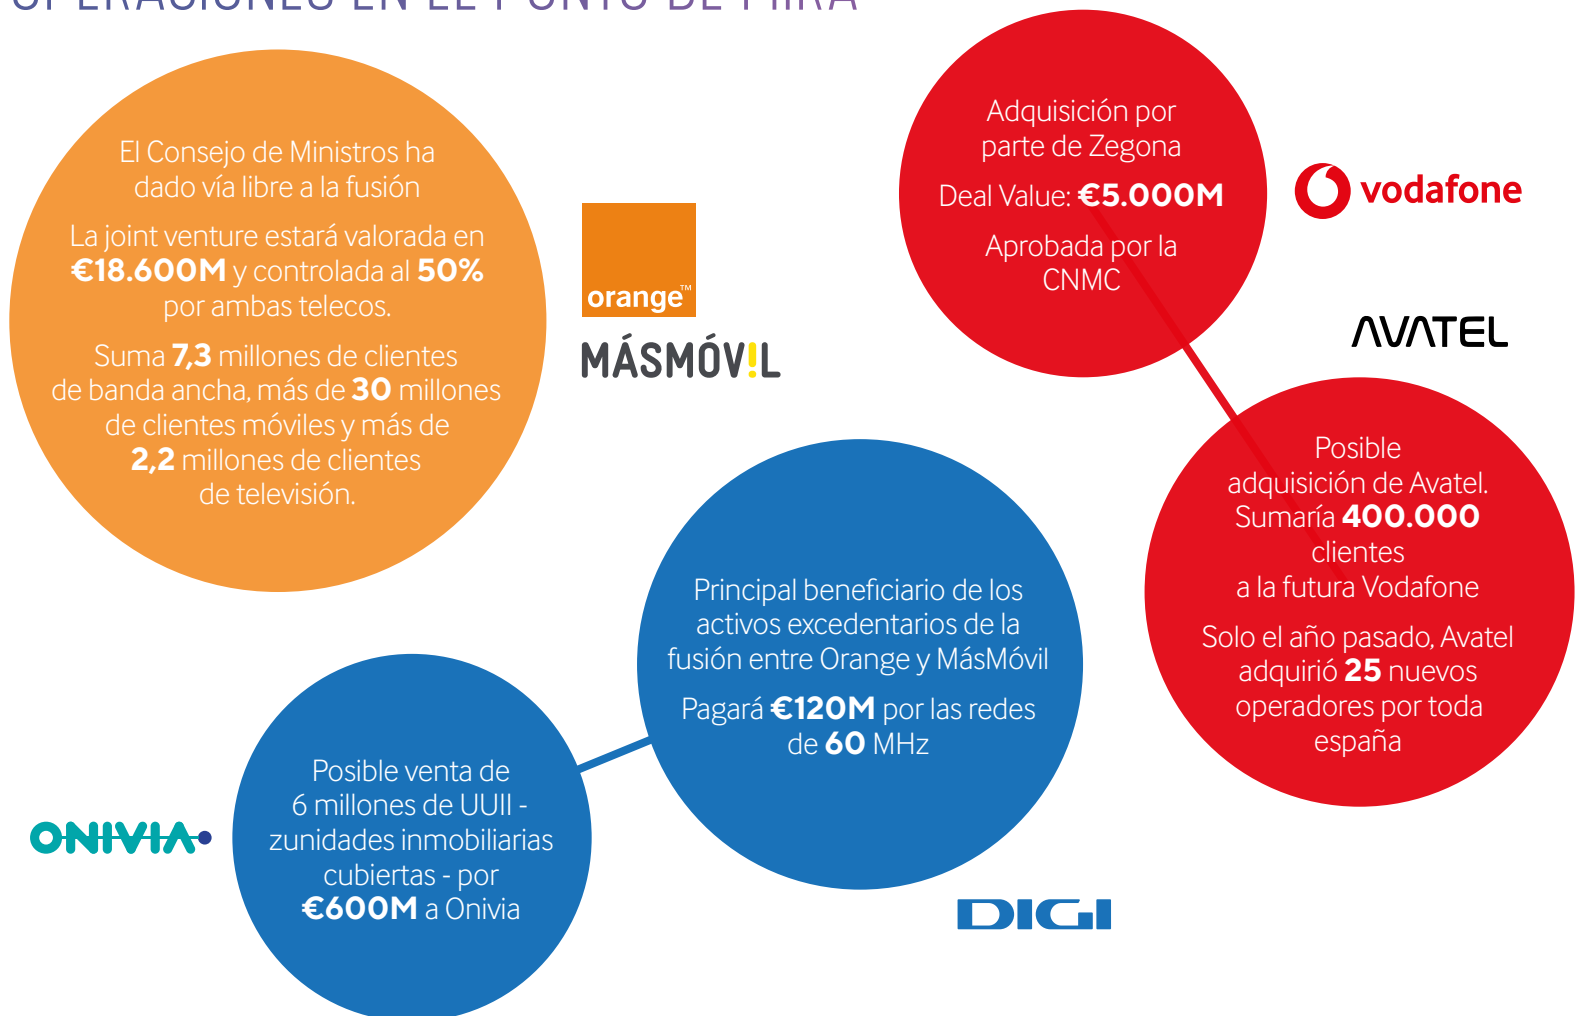 OPERACIONES EN EL PUNTO DE MIRA
El Consejo de Ministros ha
dado vía libre a la fusión
La joint venture estará valorada en
€18.600M y controlada al 50%
por ambas telecos.
Suma 7,3 millones de clientes
de banda ancha, más de 30 millones
de clientes móviles y más de
2,2 millones de clientes
de televisión.
orange™
MÁSMÓV!L
Adquisición por
parte de Zegona
Deal Value: €5.000M
Aprobada por la
CNMC
vodafone
AVATEL
Posible
adquisición de Avatel.
Sumaría 400.000
clientes
a la futura Vodafone
Solo el año pasado, Avatel
adquirió 25 nuevos
operadores por toda
españa
Principal beneficiario de los
activos excedentarios de la
fusión entre Orange y MásMóvil
Pagará €120M por las redes
de 60 MHz
DIGI
Posible venta de
6 millones de UUII -
zunidades inmobiliarias
cubiertas - por
€600M a Onivia
ONIVIA